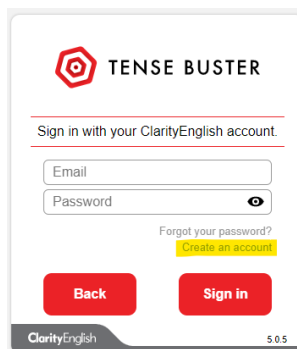 TENSE BUSTER
Sign in with your ClarityEnglish account.
Email
Password
Forgot your password?
Create an account
Back
Sign in
ClarityEnglish
5.0.5